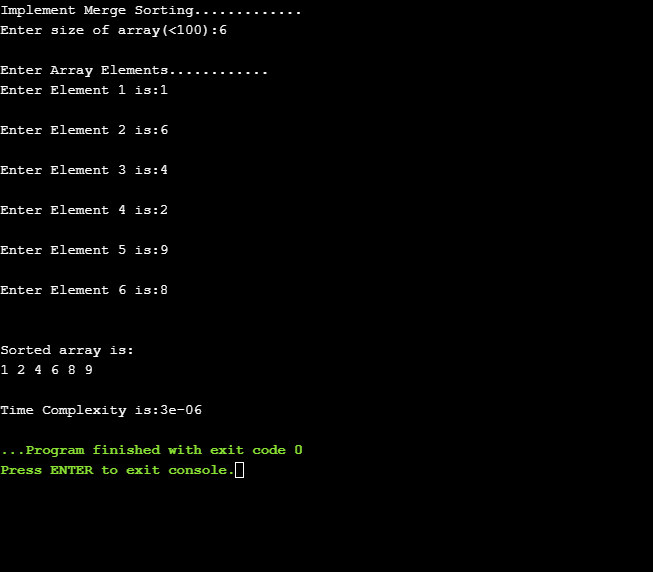 Implement Merge Sorting.............
Enter size of array(<100):6
Enter Array Elements............
Enter Element 1 is:1
Enter Element 2 is:6
Enter Element 3 is:4
Enter Element 4 is:2
Enter Element 5 is:9
Enter Element 6 is:8
Sorted array is:
1 2 4 6 8 9
Time Complexity is:3e-06
...Program finished with exit code 0
Press ENTER to exit console.